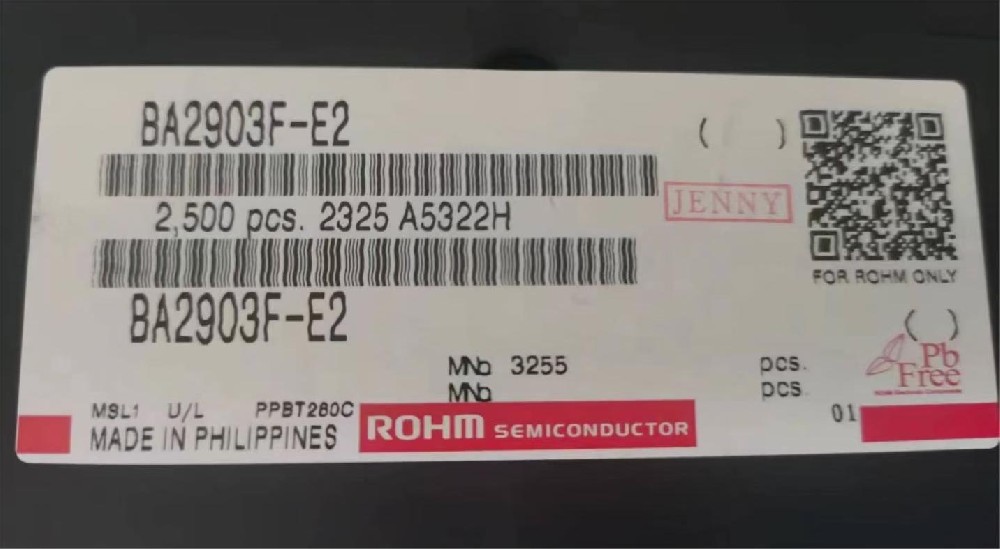 BA2903F-E2
( )
JENNY
2,500 pcs. 2325 A5322H
FOR ROHM ONLY
BA2903F-E2
( )
Pb
Free
MNo 3255 pcs.
MNo pcs.
MSL1 U/L PPBT260C
01
MADE IN PHILIPPINES
ROHM SEMICONDUCTOR